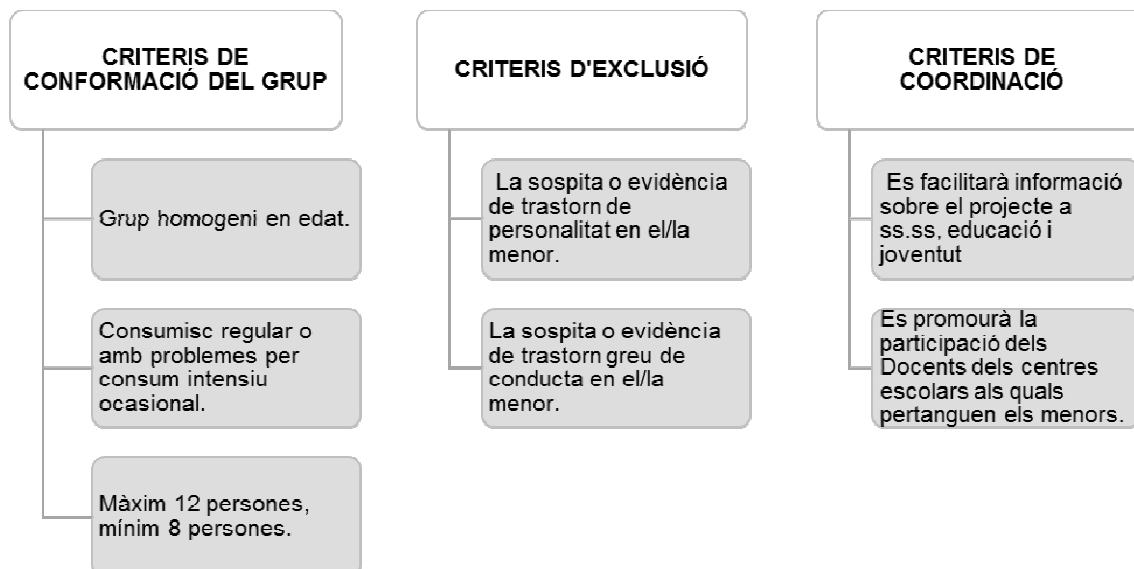 CRITERIS DE
CONFORMACIÓ DEL GRUP
Grup homogeni en edat.
Consumisc regular o
amb problemes per
consum intensiu
ocasional.
Màxim 12 persones,
mínim 8 persones.
CRITERIS D'EXCLUSIÓ
La sospita o evidència
de trastorn de
personalitat en el/la
menor.
La sospita o evidència
de trastorn greu de
conducta en el/la
menor.
CRITERIS DE
COORDINACIÓ
Es facilitarà informació
sobre el projecte a
ss.ss, educació i
joventut
Es promourà la
participació dels
Docents dels centres
escolars als quals
pertanguen els menors.